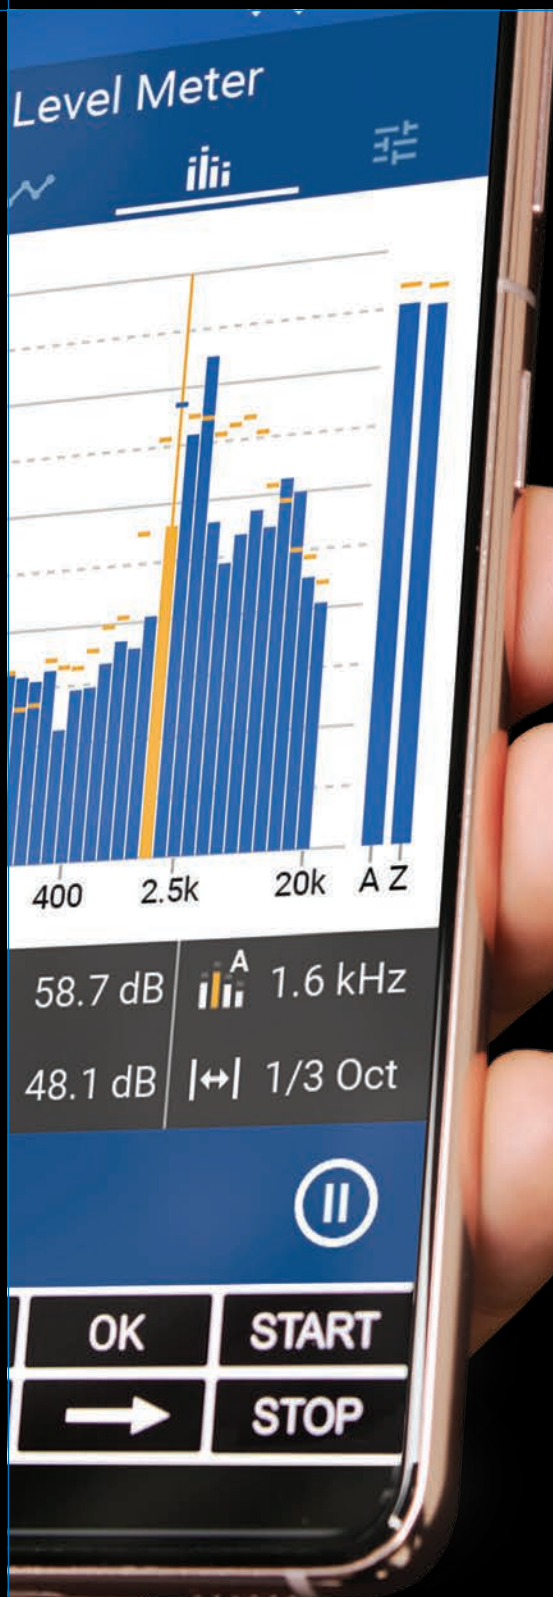 Level Meter
400 2.5k 20k A Z
58.7 dB A 1.6 kHz
48.1 dB 1/3 Oct
OK START
STOP